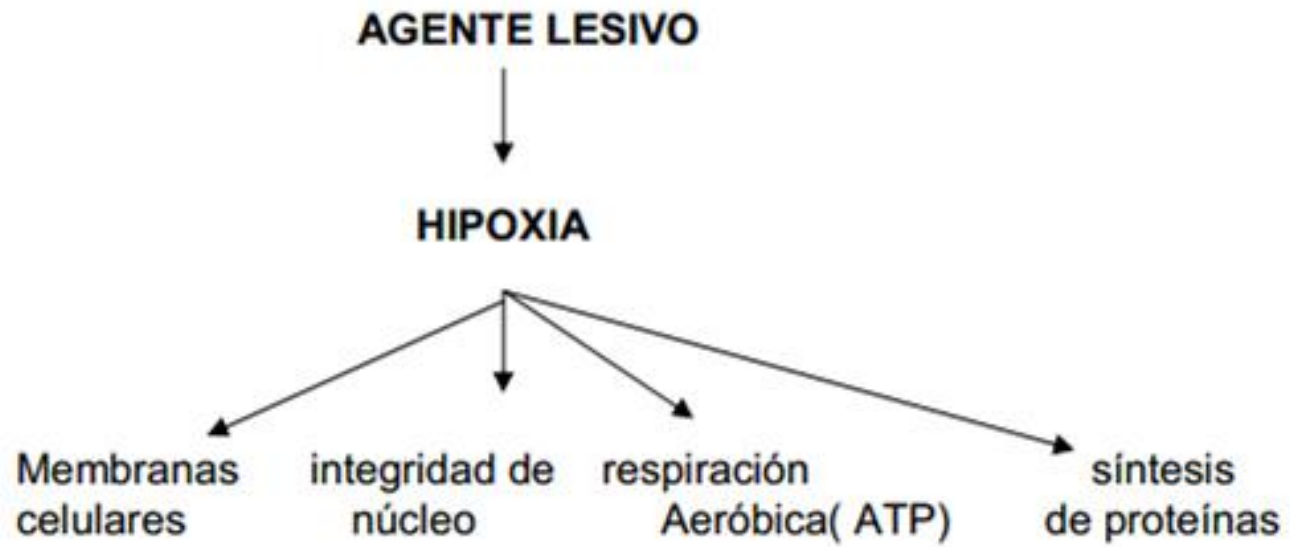 AGENTE LESIVO
HIPOXIA
Membranas integridad de respiración síntesis
celulares núcleo Aeróbica( ATP) de proteínas